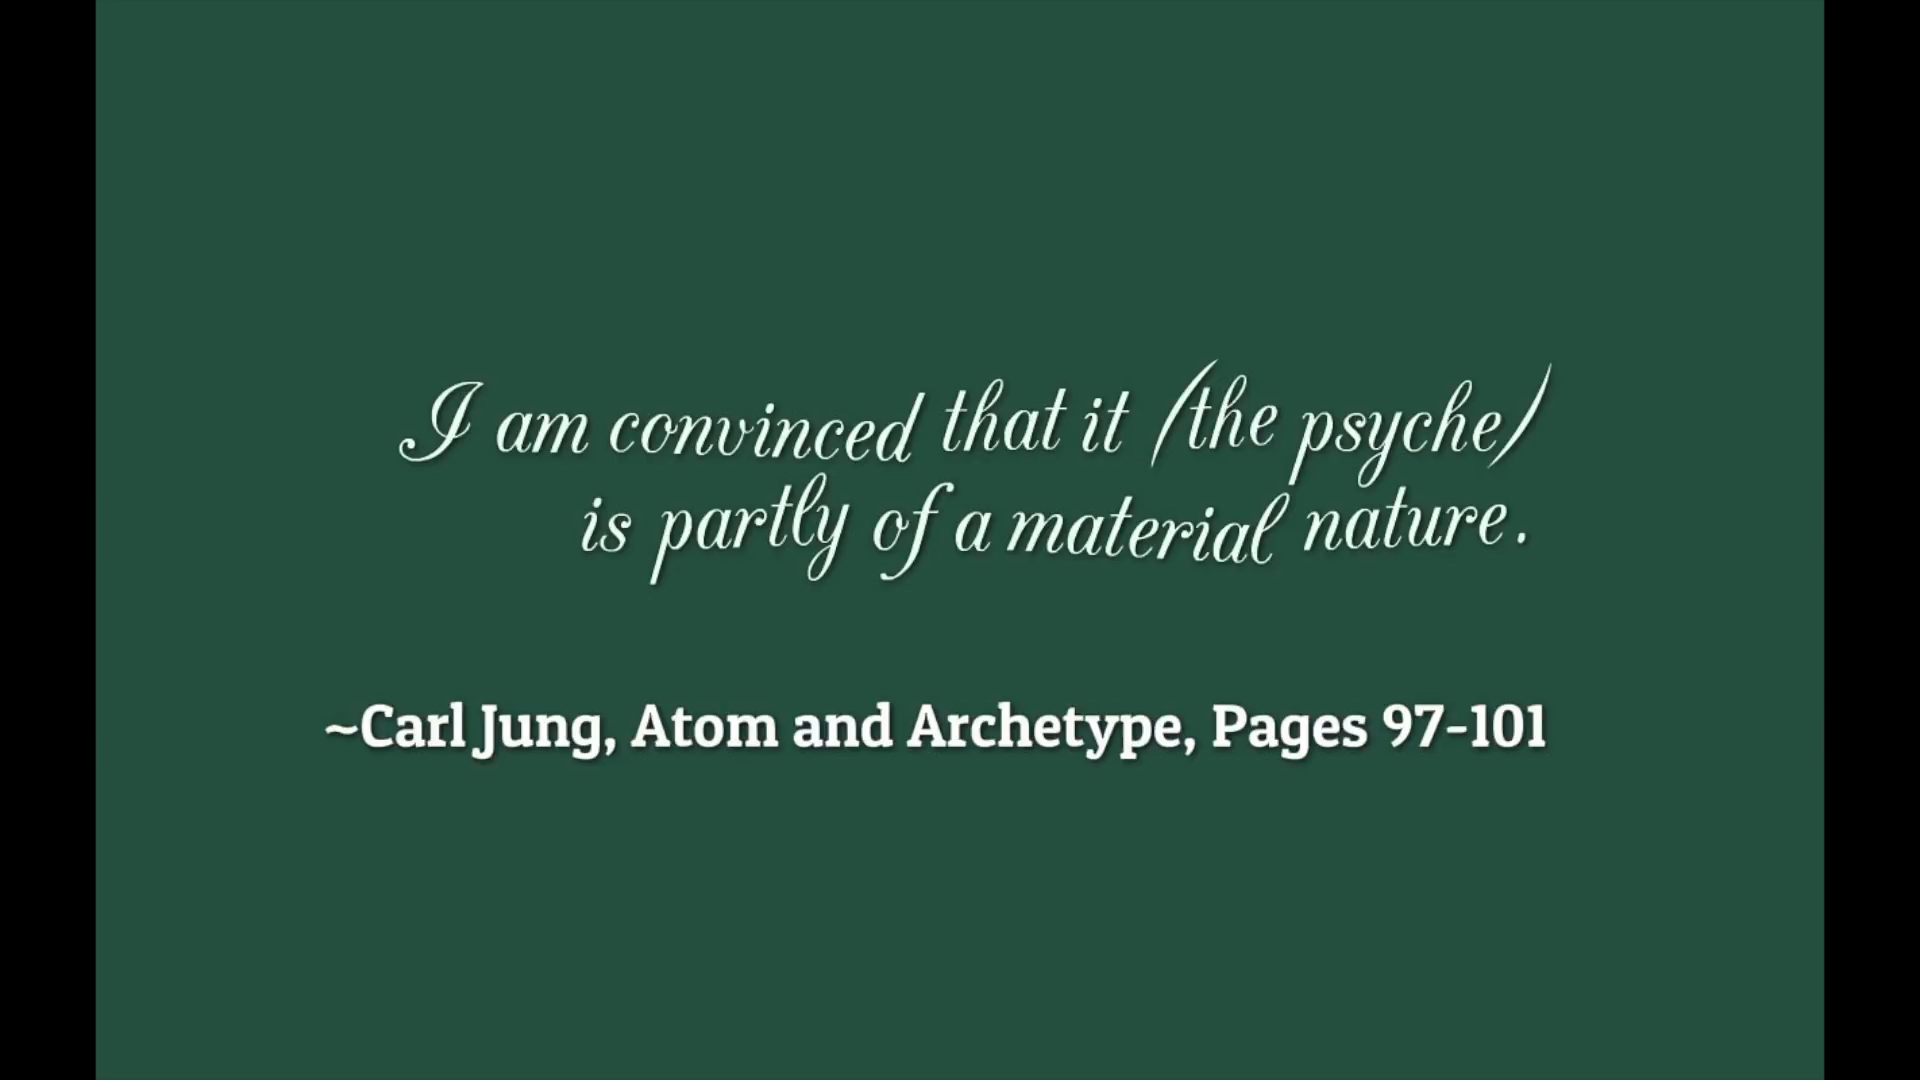 I am convinced that it (the psyche)
is partly of a material nature.
~Carl Jung, Atom and Archetype, Pages 97-101